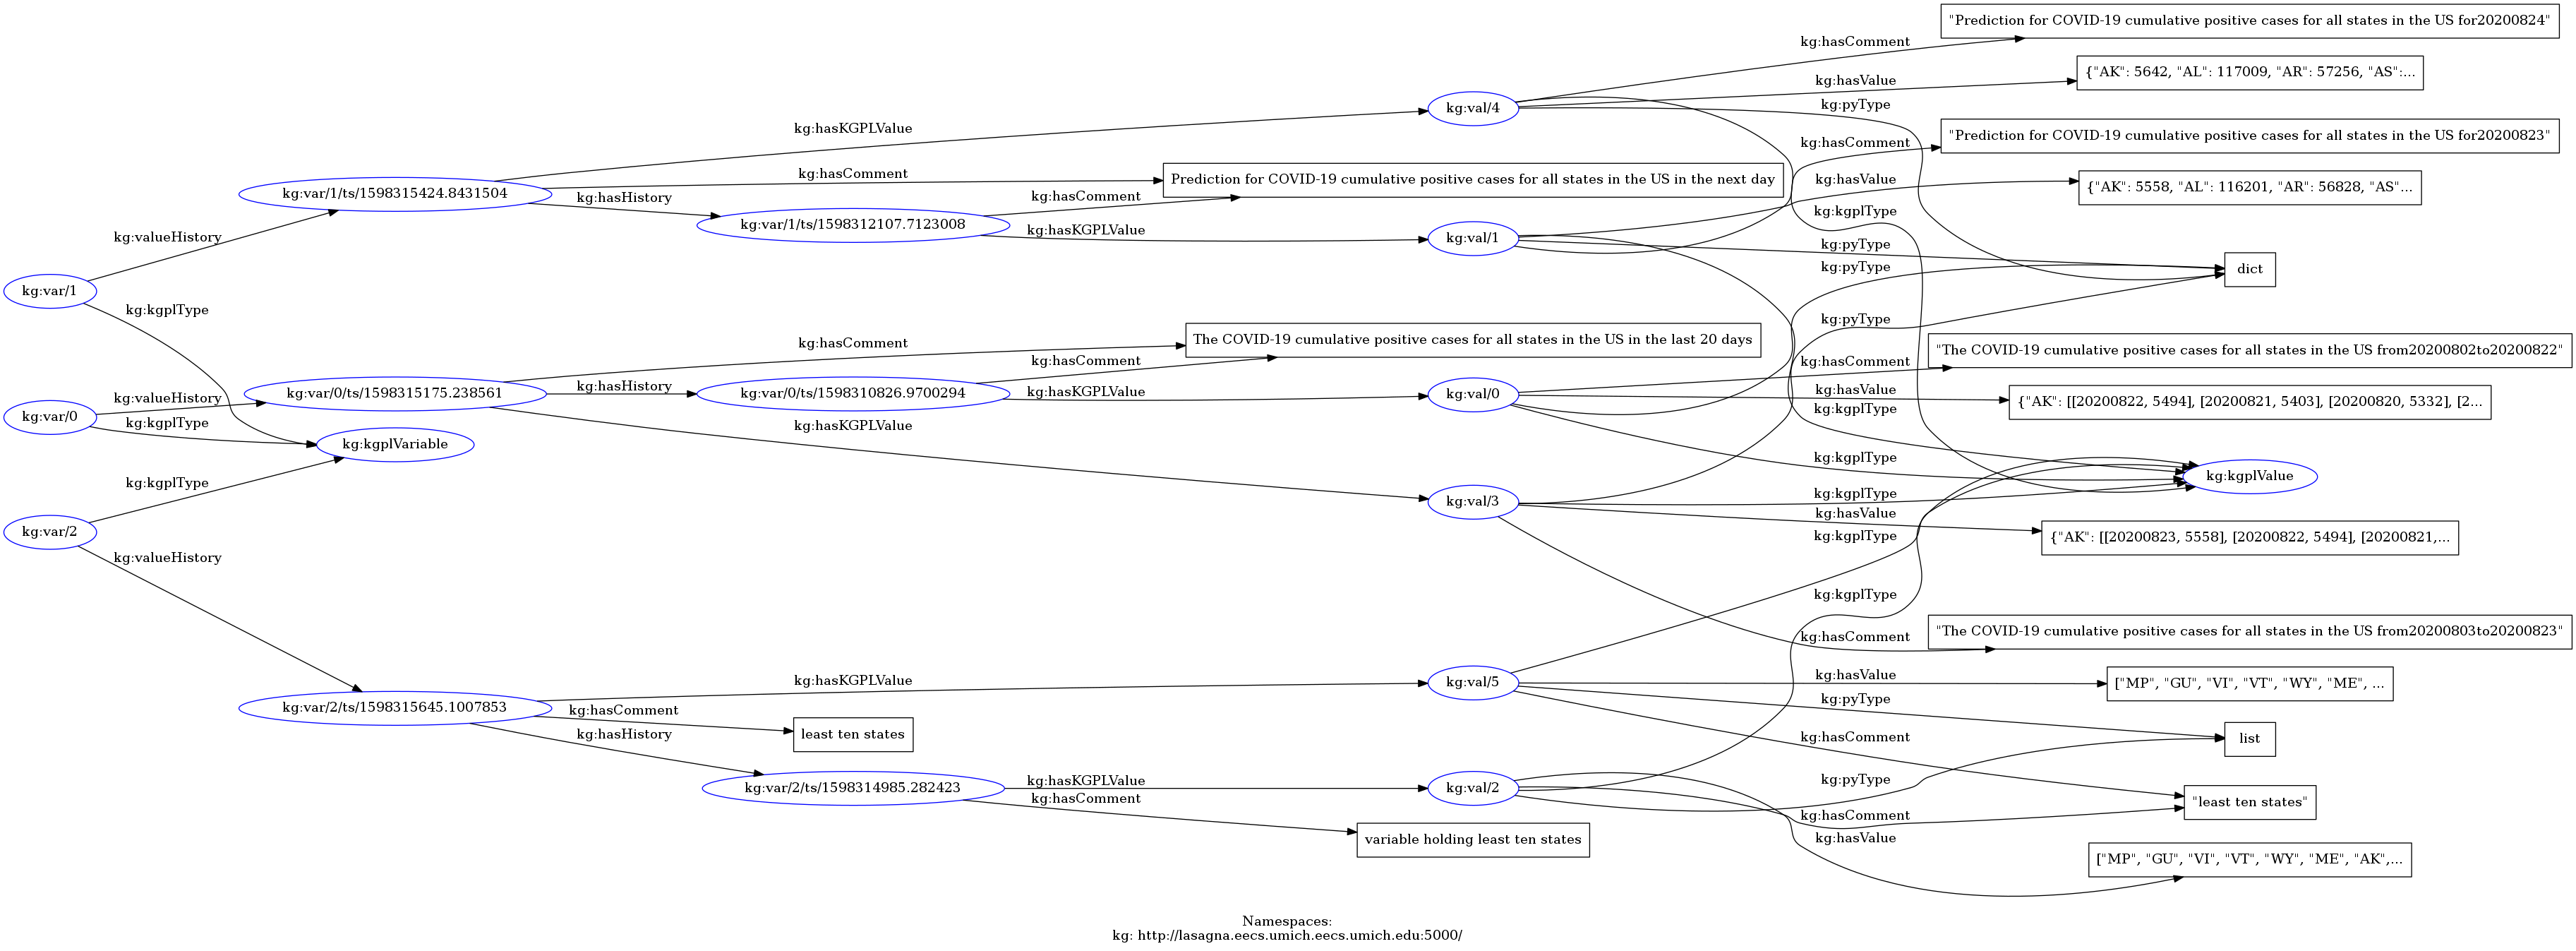 "Prediction for COVID-19 cumulative positive cases for all states in the US for20200824"
kg:hasComment
{"AK": 5642, "AL": 117009, "AR": 57256, "AS":...
kg:hasValue
kg:val/4
kg:pyType
kg:hasKGPLValue
"Prediction for COVID-19 cumulative positive cases for all states in the US for20200823"
kg:hasComment
kg:hasComment
Prediction for COVID-19 cumulative positive cases for all states in the US in the next day
kg:hasValue
{"AK": 5558, "AL": 116201, "AR": 56828, "AS"...
kg:var/1/ts/1598315424.8431504
kg:hasHistory
kg:hasComment
kg:kgplType
kg:var/1/ts/1598312107.7123008
kg:hasKGPLValue
kg:val/1
kg:valueHistory
kg:pyType
kg:pyType
dict
kg:var/1
kg:kgplType
kg:pyType
The COVID-19 cumulative positive cases for all states in the US in the last 20 days
kg:hasComment
"The COVID-19 cumulative positive cases for all states in the US from20200802to20200822"
kg:hasComment
kg:hasComment
kg:hasHistory
kg:var/0/ts/1598315175.238561
kg:var/0/ts/1598310826.9700294
kg:hasKGPLValue
kg:val/0
kg:hasValue
{"AK": [[20200822, 5494], [20200821, 5403], [20200820, 5332], [2...
kg:valueHistory
kg:kgplType
kg:var/0
kg:kgplType
kg:hasKGPLValue
kg:kgplVariable
kg:kgplType
kg:kgplValue
kg:kgplType
kg:kgplType
kg:val/3
kg:hasValue
kg:var/2
kg:kgplType
{"AK": [[20200823, 5558], [20200822, 5494], [20200821,...
kg:valueHistory
kg:kgplType
"The COVID-19 cumulative positive cases for all states in the US from20200803to20200823"
kg:hasComment
kg:hasKGPLValue
kg:val/5
kg:hasValue
["MP", "GU", "VI", "VT", "WY", "ME", ...
kg:pyType
kg:var/2/ts/1598315645.1007853
kg:hasComment
least ten states
kg:hasHistory
kg:hasComment
list
kg:pyType
kg:var/2/ts/1598314985.282423
kg:hasKGPLValue
kg:val/2
kg:hasComment
"least ten states"
kg:hasComment
variable holding least ten states
kg:hasValue
["MP", "GU", "VI", "VT", "WY", "ME", "AK",...
Namespaces:
kg: http://lasagna.eecs.umich.eecs.umich.edu:5000/